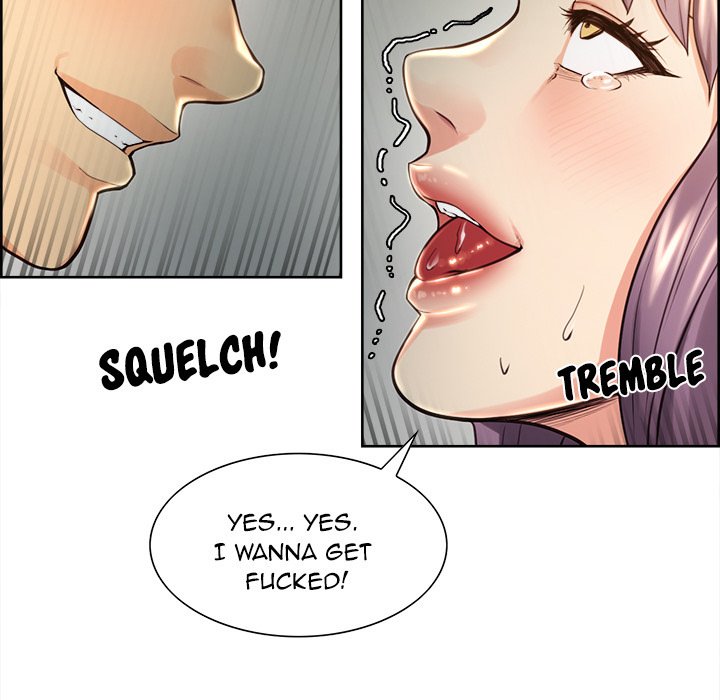 SQUELCH!
TREMBLE
YES... YES.
I WANNA GET
FUCKED!